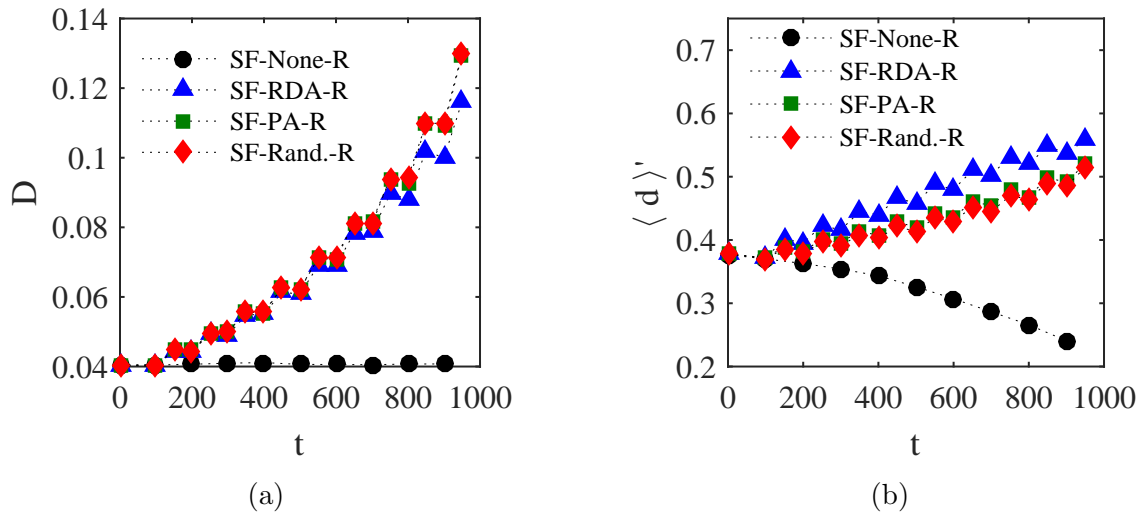 0.14
0.12
0.1
0.08
0.06
0.04
D
SF-None-R
SF-RDA-R
SF-PA-R
SF-Rand.-R
0 200 400 600 800 1000
t
(a)
0.7
0.6
0.5
0.4
0.3
0.2
⟨ d ⟩'
SF-None-R
SF-RDA-R
SF-PA-R
SF-Rand.-R
0 200 400 600 800 1000
t
(b)